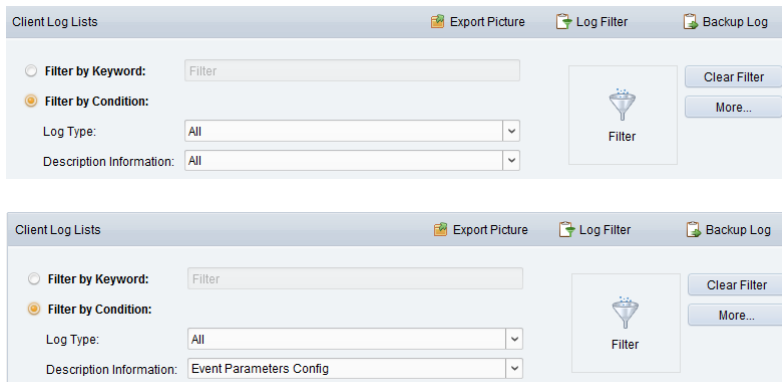 Client Log Lists Export Picture Log Filter Backup Log
Filter by Keyword: Filter Clear Filter
Filter by Condition: More...
Log Type: All Filter
Description Information: All
Client Log Lists Export Picture Log Filter Backup Log
Filter by Keyword: Filter Clear Filter
Filter by Condition: More...
Log Type: All Filter
Description Information: Event Parameters Config